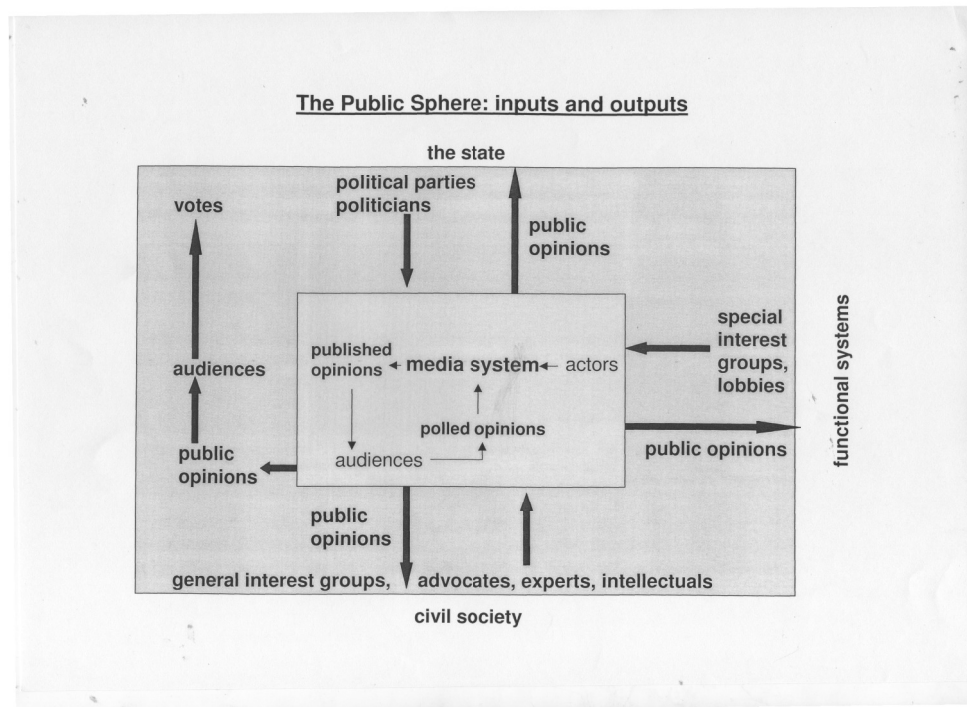 The Public Sphere: inputs and outputs
the state
political parties
politicians
votes
public
opinions
special
interest
groups,
lobbies
functional systems
published
opinions
media system
actors
audiences
polled opinions
audiences
public opinions
public
opinions
public
opinions
general interest groups, advocates, experts, intellectuals
civil society